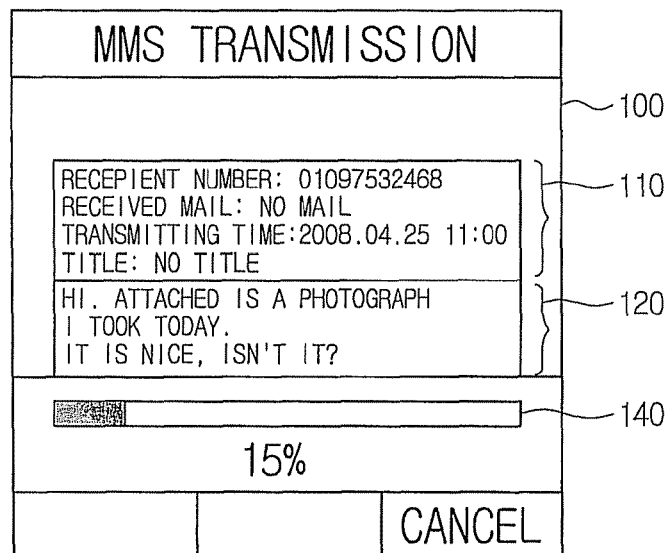 MMS TRANSMISSION
100
RECEPIENT NUMBER: 01097532468
RECEIVED MAIL: NO MAIL
TRANSMITTING TIME:2008.04.25 11:00
TITLE: NO TITLE
110
HI. ATTACHED IS A PHOTOGRAPH
I TOOK TODAY.
IT IS NICE, ISN'T IT?
120
140
15%
CANCEL